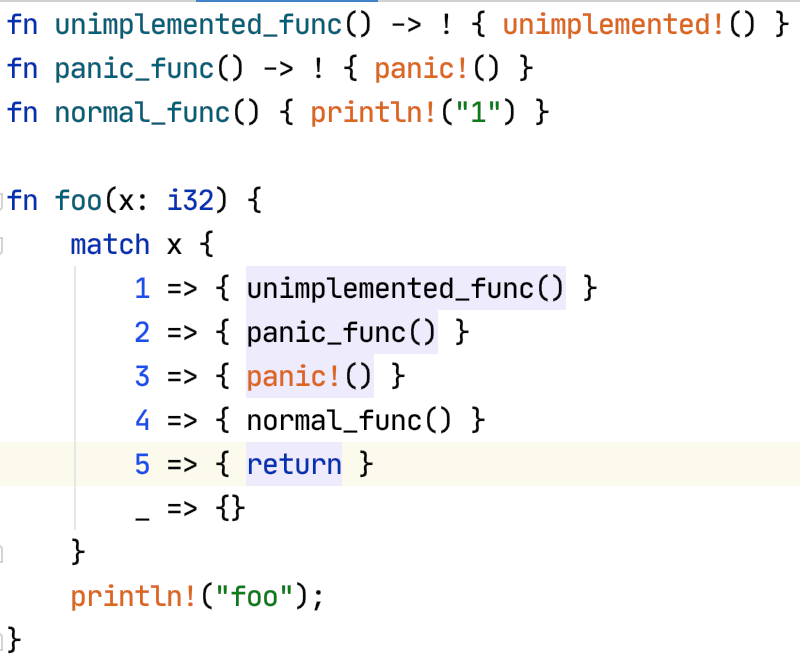 fn unimplemented_func() -> ! { unimplemented!() }
fn panic_func() -> ! { panic!() }
fn normal_func() { println!("1") }
fn foo(x: i32) {
    match x {
        1 => { unimplemented_func() }
        2 => { panic_func() }
        3 => { panic!() }
        4 => { normal_func() }
        5 => { return }
        _ => {}
    }
    println!("foo");
}